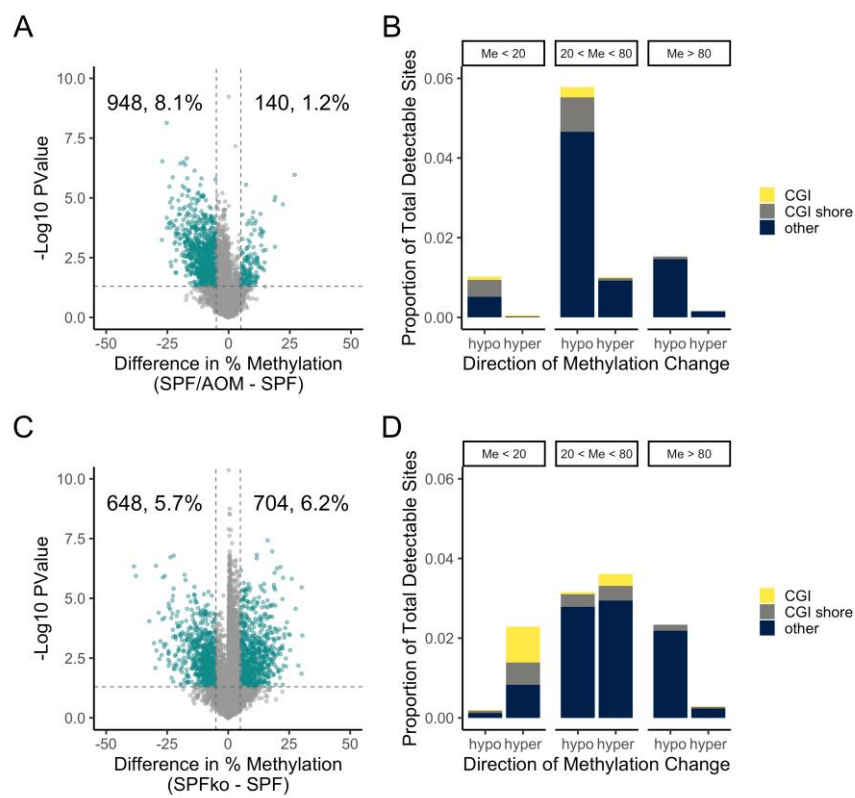 A
948, 8.1%
140, 1.2%
10.0
7.5
5.0
2.5
0.0
-Log10 PValue
-50
-25
0
25
50
Difference in % Methylation
(SPF/AOM - SPF)
B
Me < 20
20 < Me < 80
Me > 80
0.06
0.04
0.02
0.00
Proportion of Total Detectable Sites
hypo hyper
hypo hyper
hypo hyper
Direction of Methylation Change
CGI
CGI shore
other
C
648, 5.7%
704, 6.2%
10.0
7.5
5.0
2.5
0.0
-Log10 PValue
-50
-25
0
25
50
Difference in % Methylation
(SPFko - SPF)
D
Me < 20
20 < Me < 80
Me > 80
0.06
0.04
0.02
0.00
Proportion of Total Detectable Sites
hypo hyper
hypo hyper
hypo hyper
Direction of Methylation Change
CGI
CGI shore
other